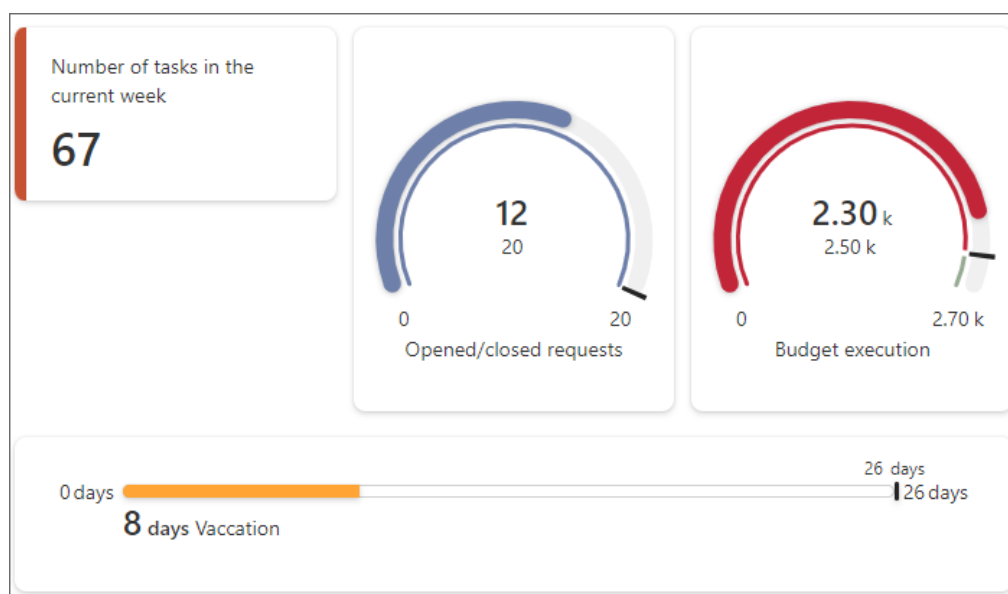 Number of tasks in the
current week
67
12
20
0 20
Opened/closed requests
2.30 k
2.50 k
0 2.70 k
Budget execution
26 days
0 days 26 days
8 days Vaccation